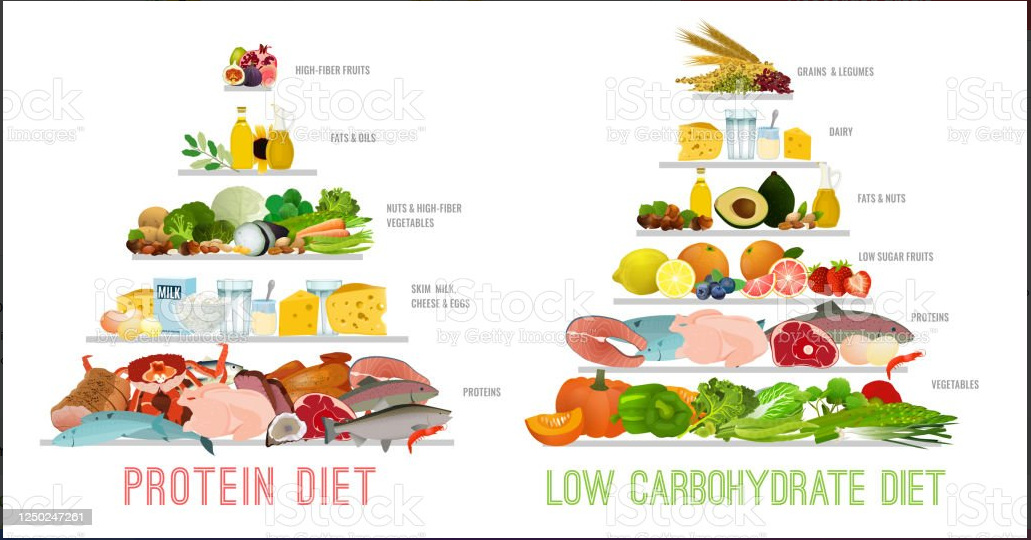 HIGH-FIBER FRUITS
FATS & OILS
NUTS & HIGH-FIBER
VEGETABLES
MILK
SKIM MILK,
CHEESE & EGGS
PROTEINS
PROTEIN DIET
GRAINS & LEGUMES
DAIRY
FATS & NUTS
LOW SUGAR FRUITS
PROTEINS
VEGETABLES
LOW CARBOHYDRATE DIET
iStock
by Getty Images™
1250247261